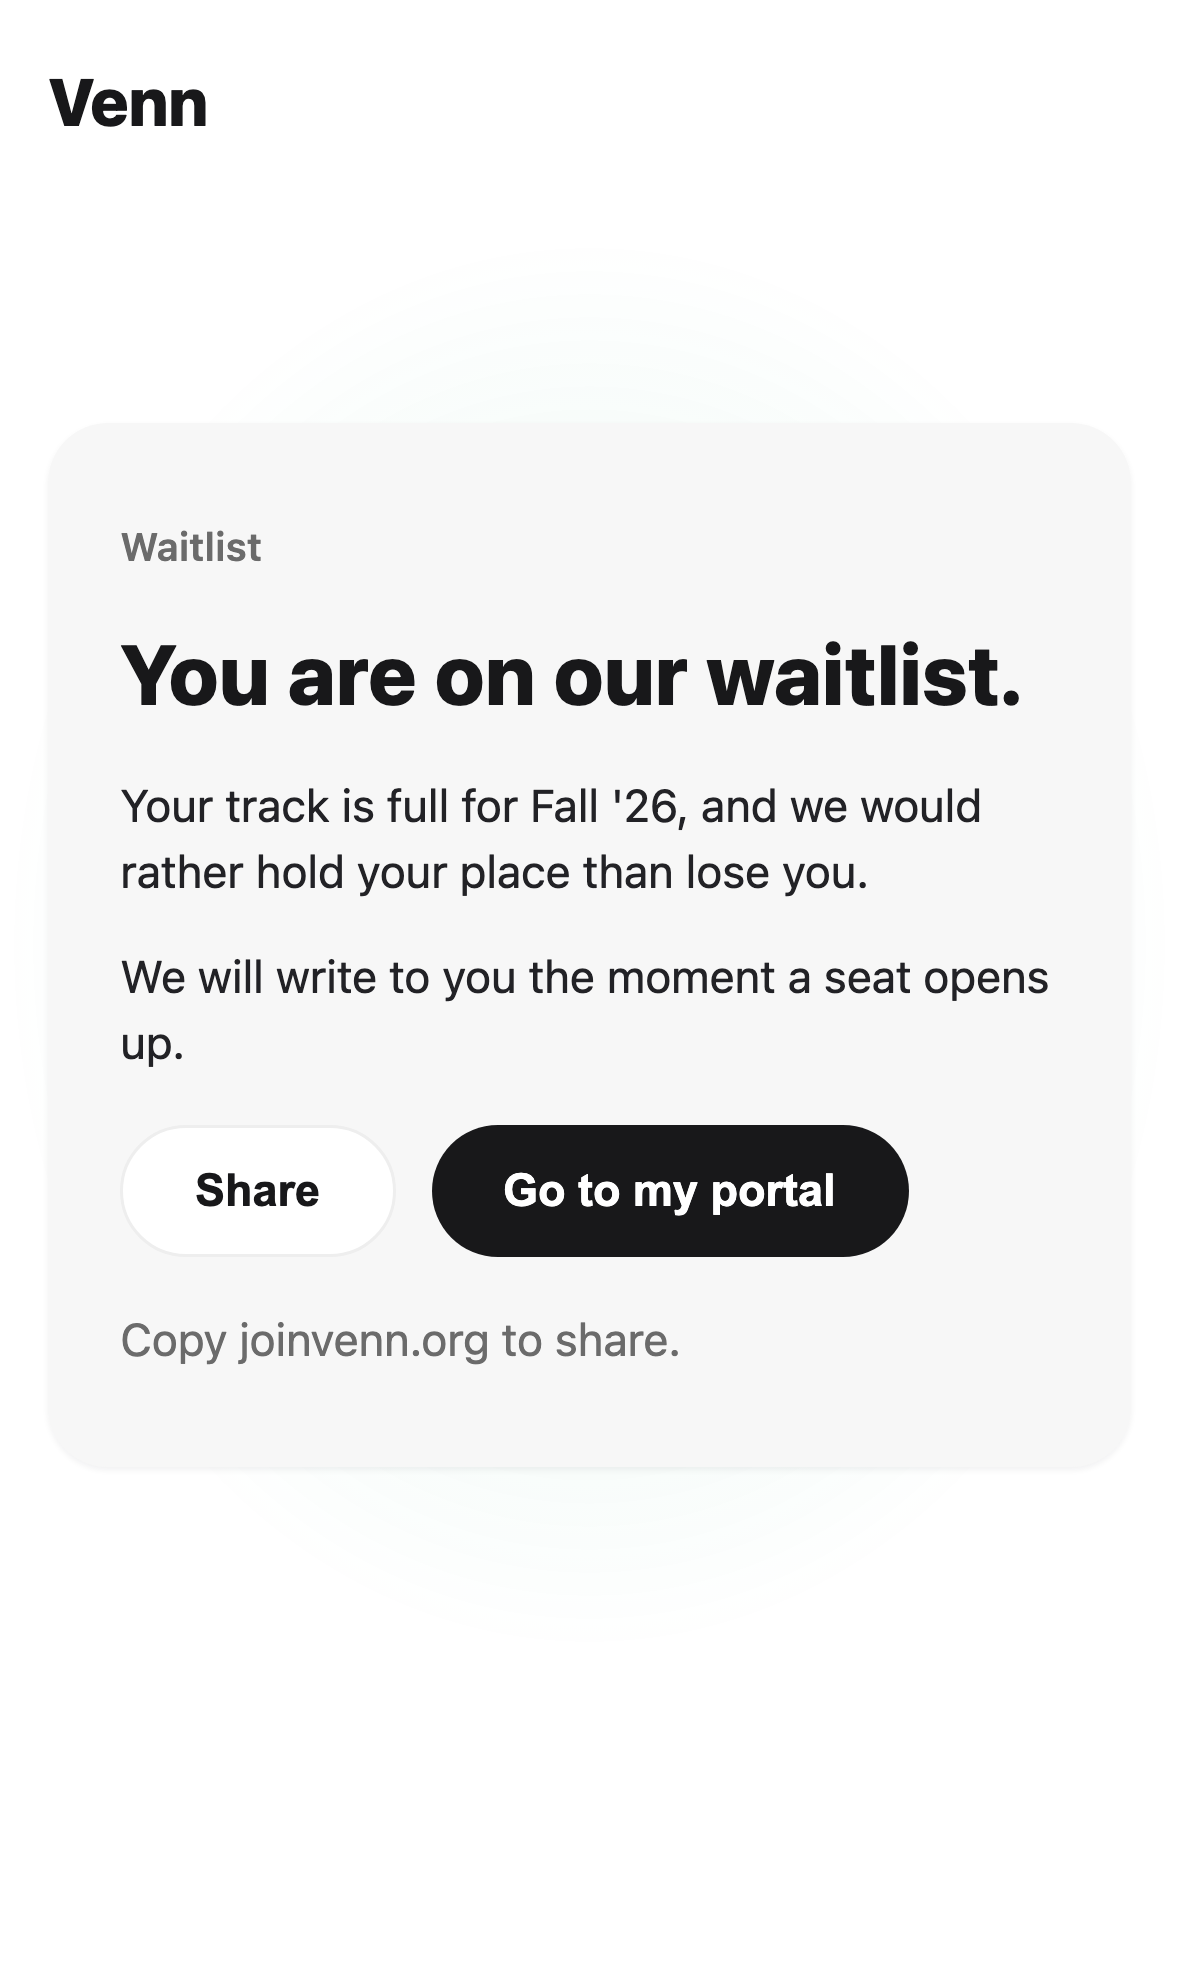 Venn
Waitlist
You are on our waitlist.
Your track is full for Fall '26, and we would
rather hold your place than lose you.
We will write to you the moment a seat opens
up.
Share
Go to my portal
Copy joinvenn.org to share.